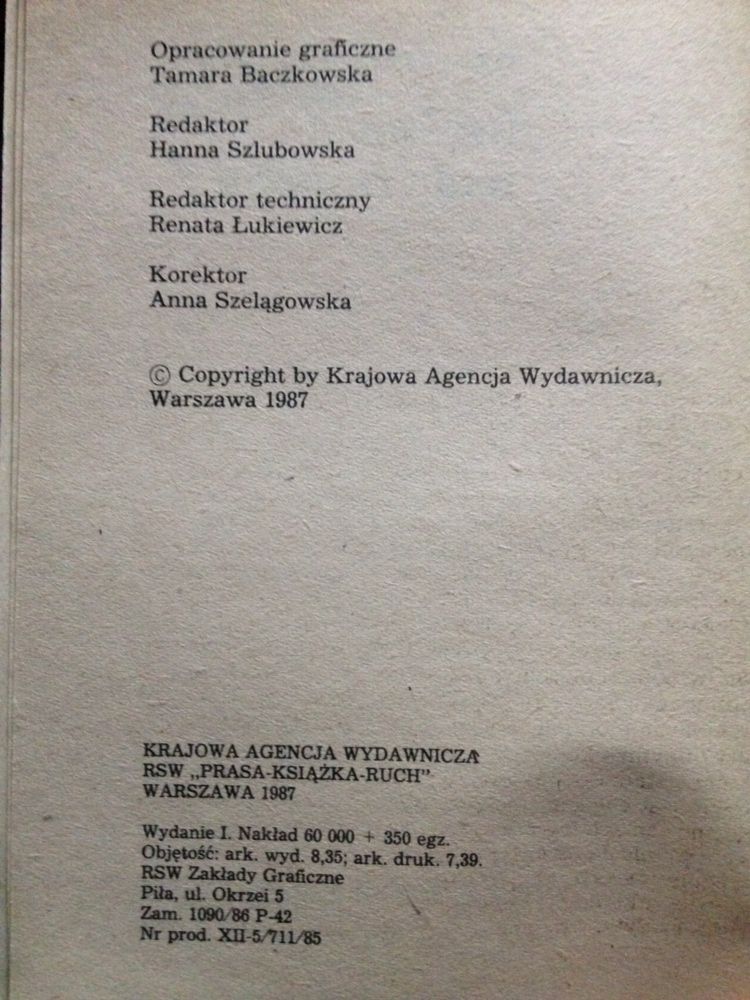 Opracowanie graficzne
Tamara Baczkowska
Redaktor
Hanna Szlubowska
Redaktor techniczny
Renata Łukiewicz
Korektor
Anna Szelągowska
© Copyright by Krajowa Agencja Wydawnicza,
Warszawa 1987
KRAJOWA AGENCJA WYDAWNICZA
RSW „PRASA-KSIĄŻKA-RUCH”
WARSZAWA 1987
Wydanie I. Nakład 60 000 + 350 egz.
Objętość: ark. wyd. 8,35; ark. druk. 7,39.
RSW Zakłady Graficzne
Piła, ul. Okrzei 5
Zam. 1090/86 P-42
Nr prod. XII-5/711/85